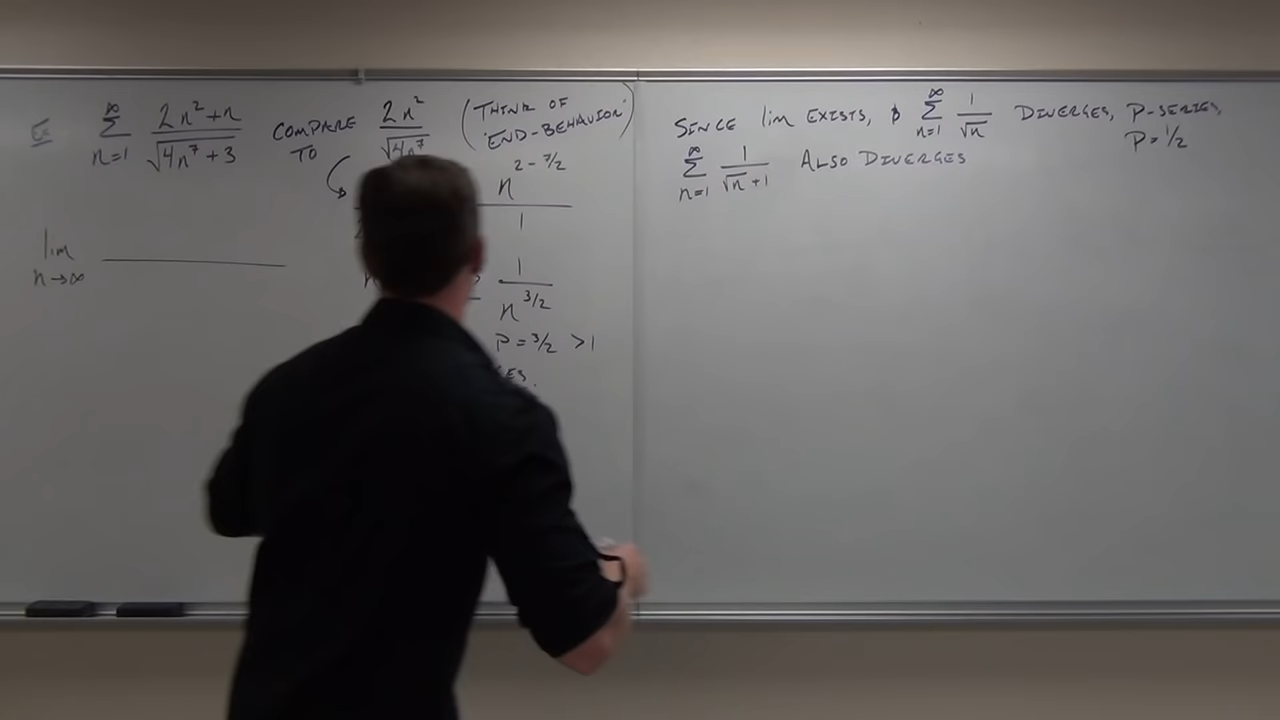 Ex ∞ Σ n=1 2n²+n / √4n⁷+3 COMPARE TO 2n² / √4n⁷ (THINK OF
"END-BEHAVIOR")
n^2-7/2
1
lim n→∞
1 / n^3/2
P = 3/2 > 1
SINCE lim EXISTS, & ∞ Σ n=1 1/√n DIVERGES, P-SERIES,
P = 1/2
∞ Σ n=1 1/√n+1 ALSO DIVERGES